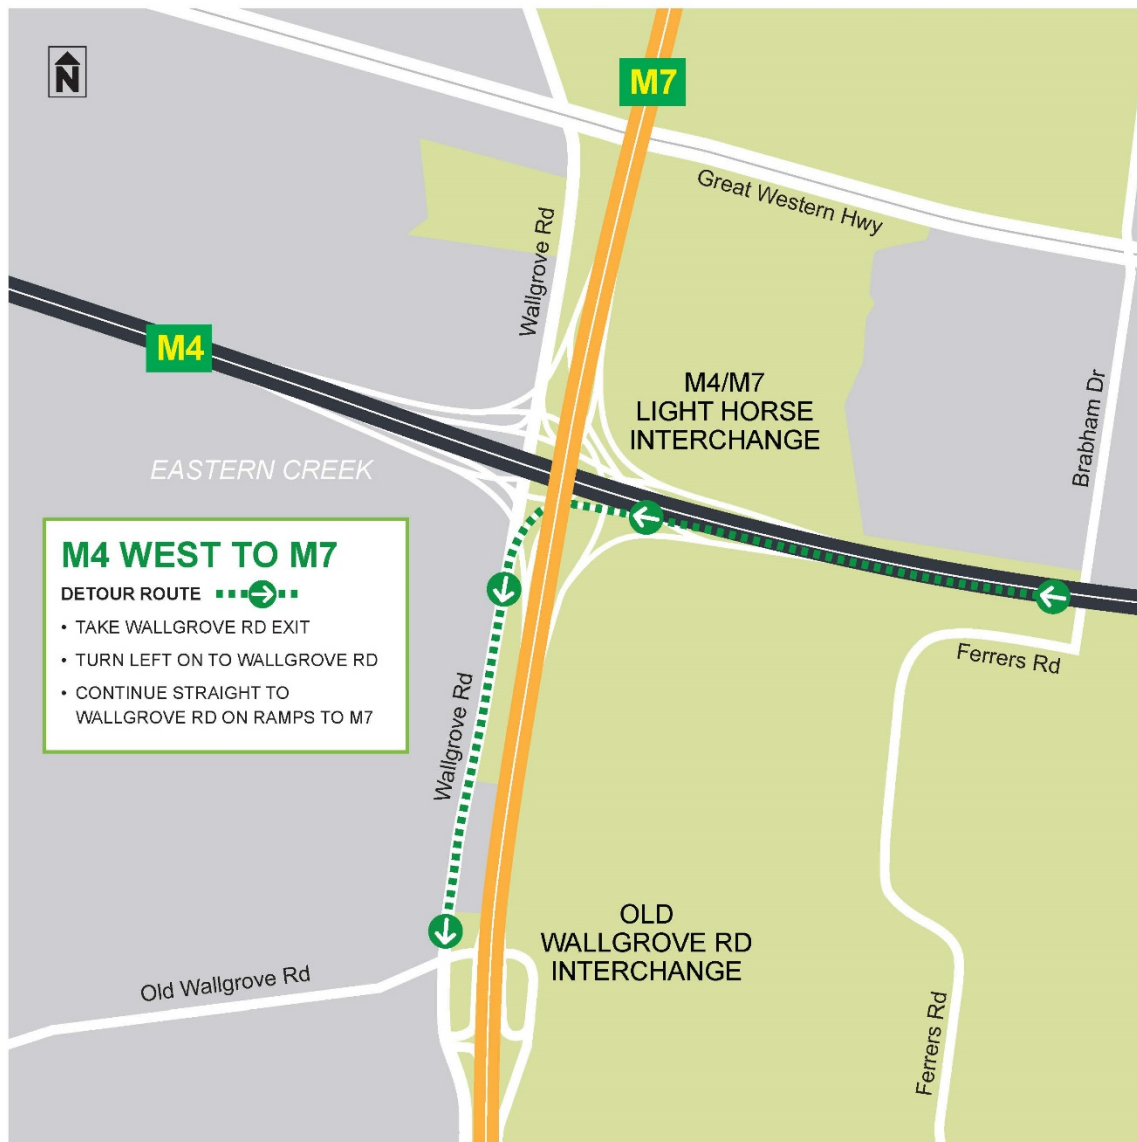 N
M7
Great Western Hwy
Wallgrove Rd
M4
M4/M7
LIGHT HORSE
INTERCHANGE
Brabham Dr
EASTERN CREEK
M4 WEST TO M7
DETOUR ROUTE
• TAKE WALLGROVE RD EXIT
• TURN LEFT ON TO WALLGROVE RD
• CONTINUE STRAIGHT TO
WALLGROVE RD ON RAMPS TO M7
Ferrers Rd
Wallgrove Rd
OLD
WALLGROVE RD
INTERCHANGE
Old Wallgrove Rd
Ferrers Rd